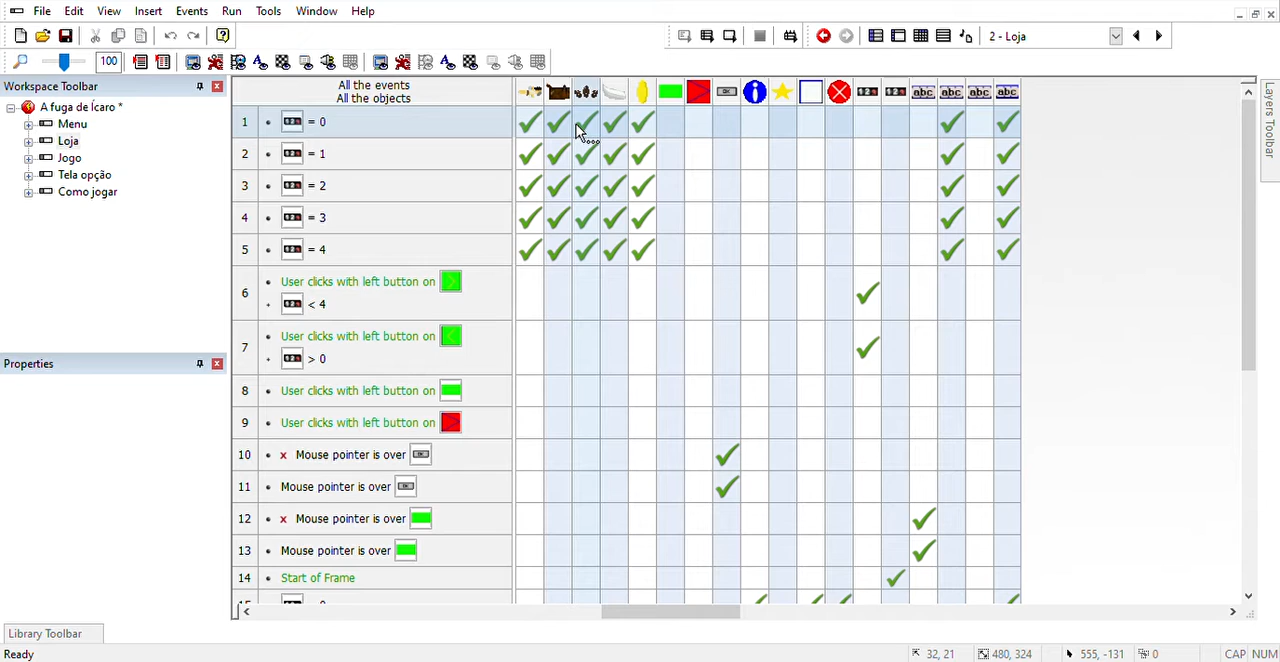 File Edit View Insert Events Run Tools Window Help
2 - Loja
100
Workspace Toolbar
A fuga de Ícaro *
Menu
Loja
Jogo
Tela opção
Como jogar
Properties
Library Toolbar
All the events
All the objects
OK
abc abc abc abc
1 = 0
2 = 1
3 = 2
4 = 3
5 = 4
6 User clicks with left button on
< 4
7 User clicks with left button on
> 0
8 User clicks with left button on
9 User clicks with left button on
10 x Mouse pointer is over OK
11 Mouse pointer is over OK
12 x Mouse pointer is over
13 Mouse pointer is over
14 Start of Frame
Layers Toolbar
Ready 32, 21 480, 324 555, -131 0 CAP NUM